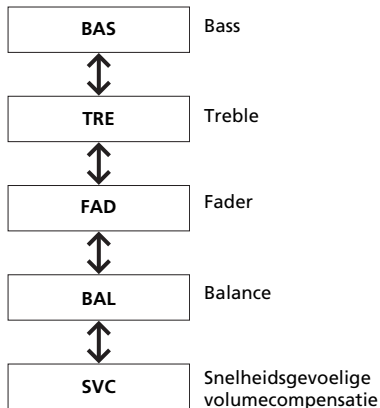 BAS Bass
TRE Treble
FAD Fader
BAL Balance
SVC Snelheidsgevoelige
volumecompensatie